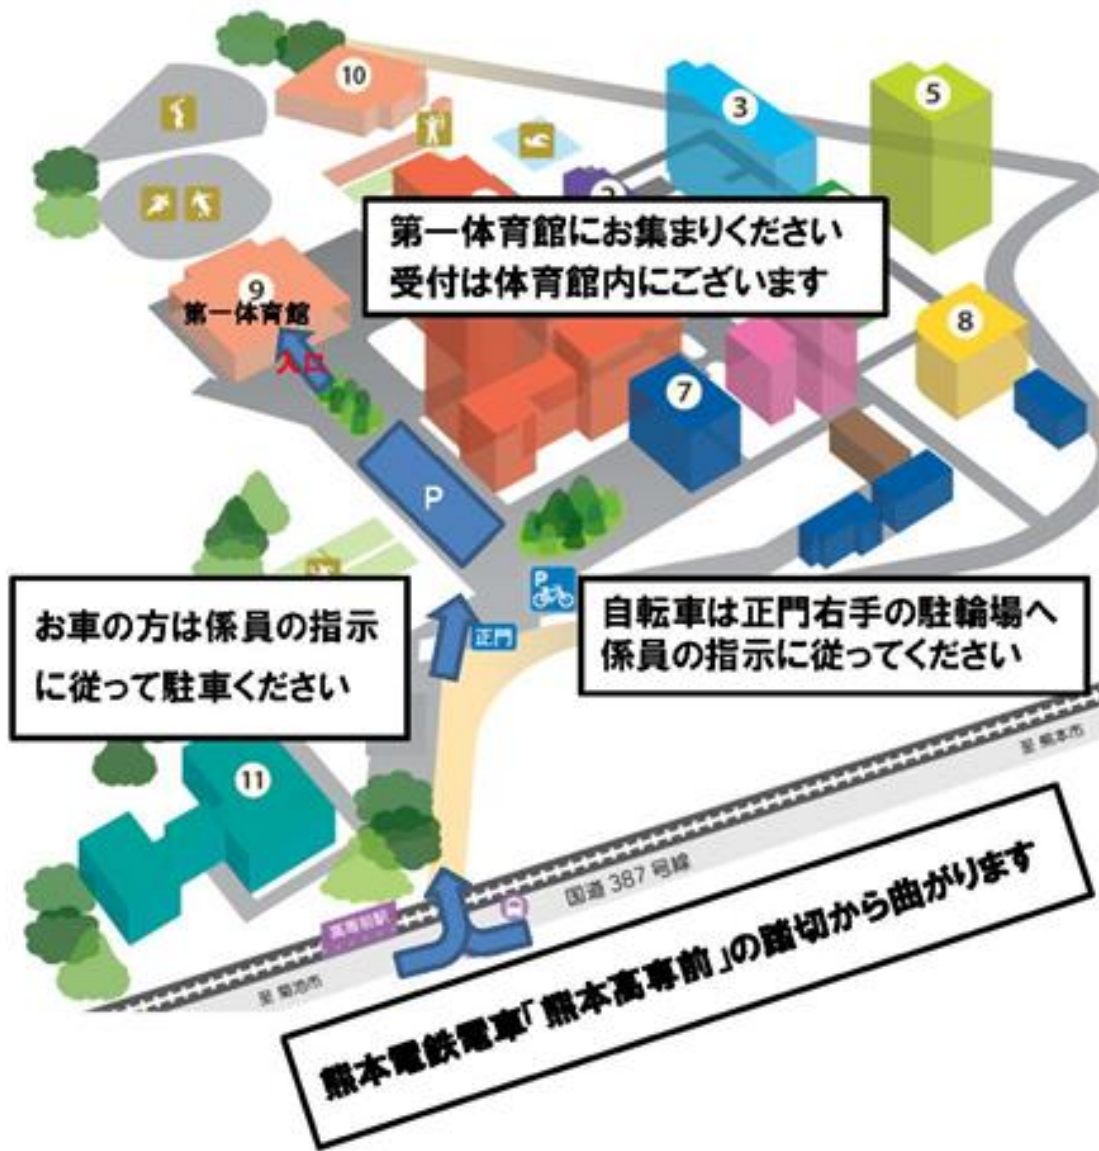 10
3
5
2
第一体育館にお集まりください
受付は体育館内にございます
9
第一体育館
入口
8
7
P
お車の方は係員の指示
に従って駐車ください
P
正門
自転車は正門右手の駐輪場へ
係員の指示に従ってください
至 熊本市
11
国道 387 号線
高専前駅
至 菊池市
熊本電鉄電車「熊本高専前」の踏切から曲がります